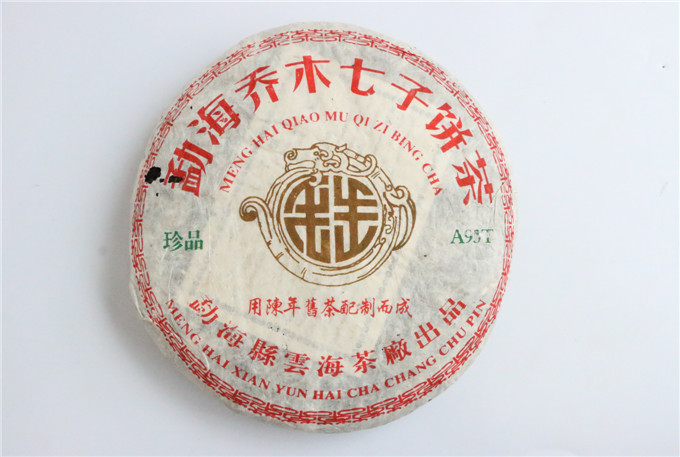 勐海乔木七子饼茶
MENG HAI QIAO MU QI ZI BING CHA
珍品
A93T
用陳年舊茶配制而成
勐海縣雲海茶廠出品
MENG HAI XIAN YUN HAI CHA CHANG CHU PIN